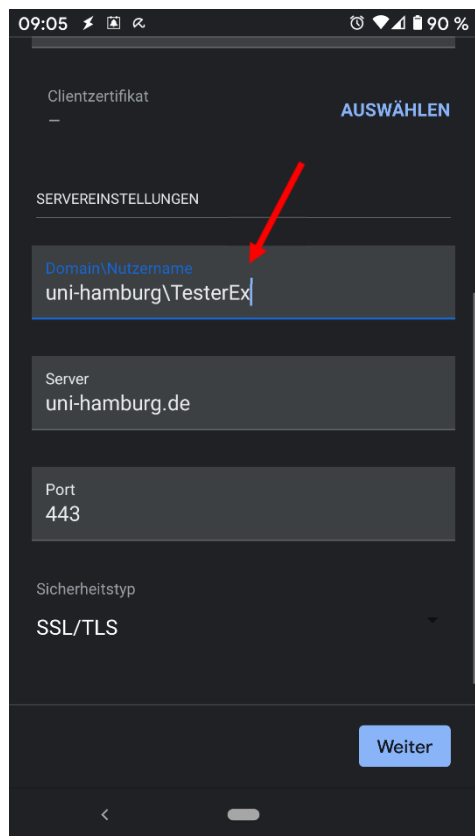 09:05 90 %
Clientzertifikat
–
AUSWÄHLEN
SERVEREINSTELLUNGEN
Domain\Nutzername
uni-hamburg\TesterEx
Server
uni-hamburg.de
Port
443
Sicherheitstyp
SSL/TLS
Weiter